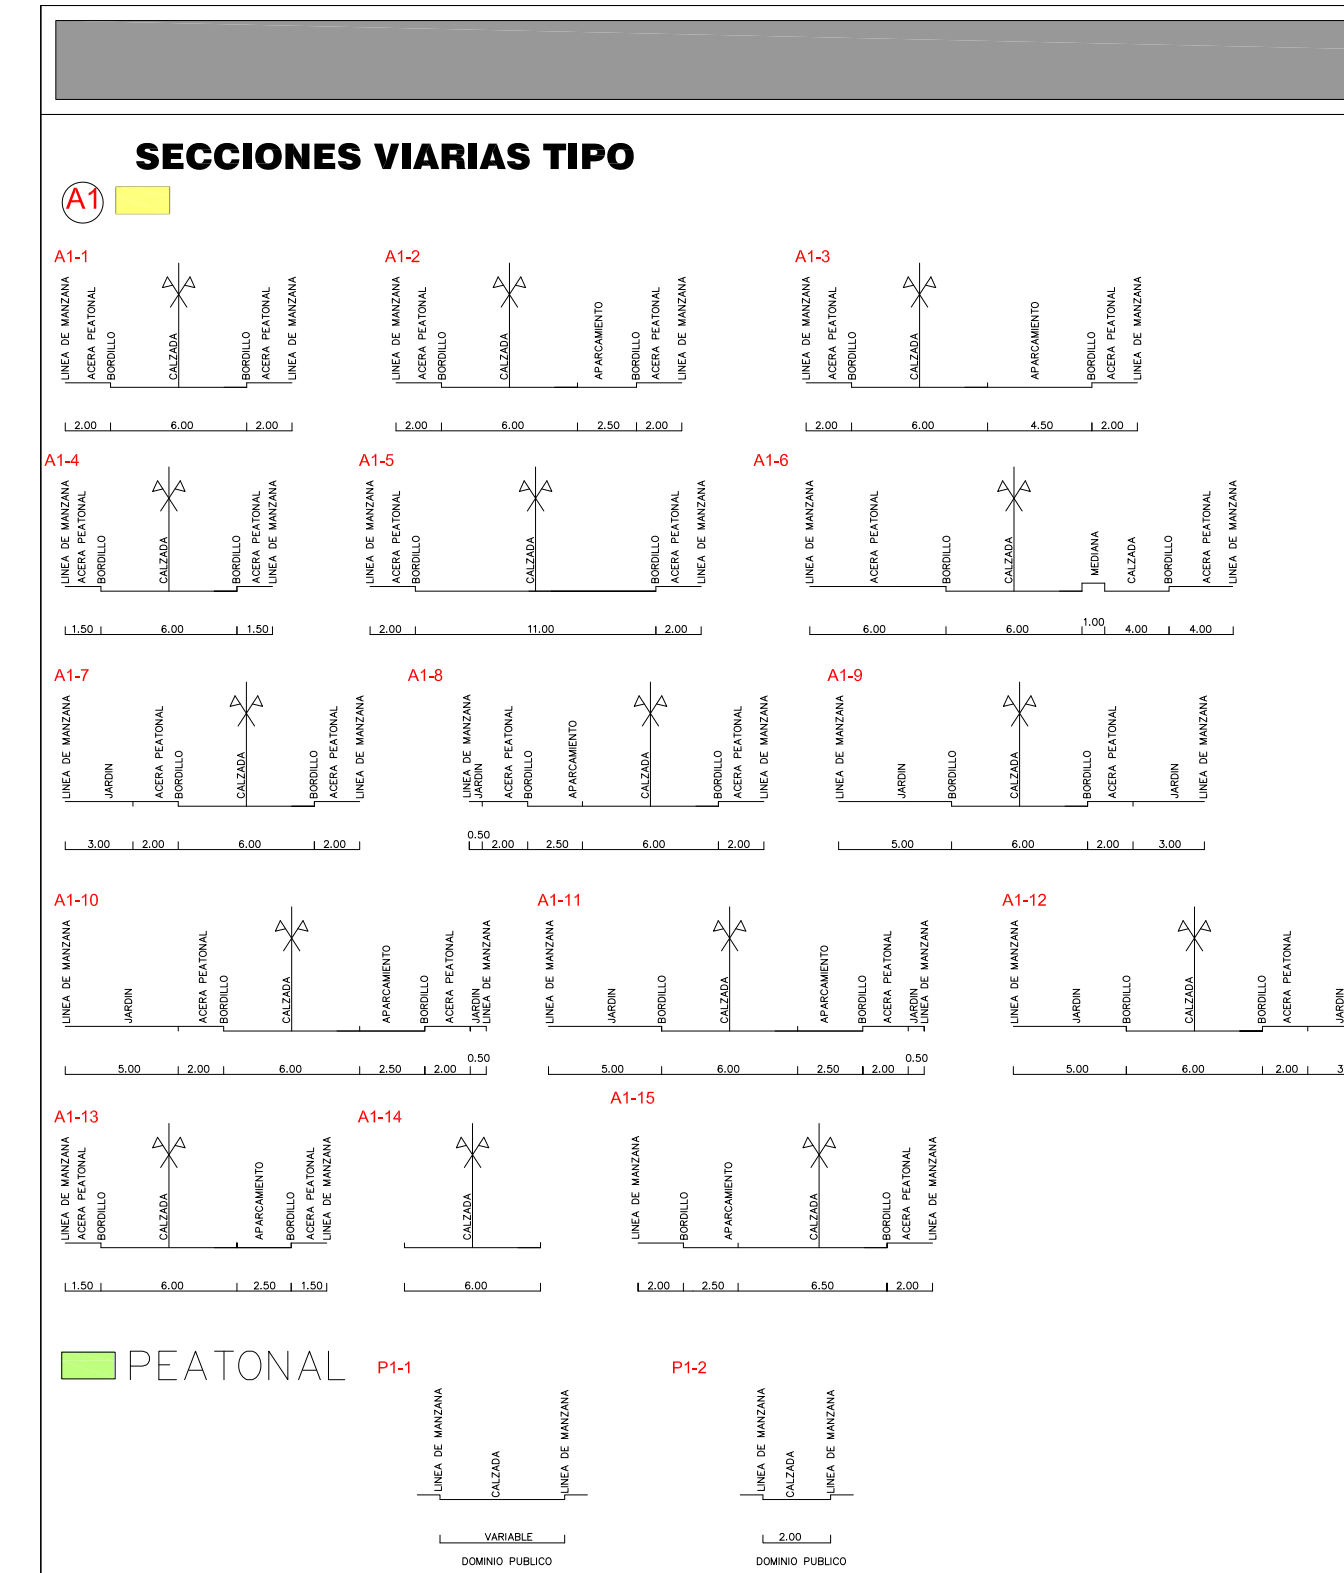 SECCIONES VIARIAS TIPO
A1
A1-1
LINEA DE MANZANA
ACERA PEATONAL
BORDILLO
CALZADA
BORDILLO
ACERA PEATONAL
LINEA DE MANZANA
2.00 6.00 2.00
A1-2
LINEA DE MANZANA
ACERA PEATONAL
BORDILLO
CALZADA
APARCAMIENTO
BORDILLO
ACERA PEATONAL
LINEA DE MANZANA
2.00 6.00 2.50 2.00
A1-3
LINEA DE MANZANA
ACERA PEATONAL
BORDILLO
CALZADA
APARCAMIENTO
BORDILLO
ACERA PEATONAL
LINEA DE MANZANA
2.00 6.00 4.50 2.00
A1-4
LINEA DE MANZANA
ACERA PEATONAL
BORDILLO
CALZADA
BORDILLO
ACERA PEATONAL
LINEA DE MANZANA
1.50 6.00 1.50
A1-5
LINEA DE MANZANA
ACERA PEATONAL
BORDILLO
CALZADA
BORDILLO
ACERA PEATONAL
LINEA DE MANZANA
2.00 11.00 2.00
A1-6
LINEA DE MANZANA
ACERA PEATONAL
BORDILLO
CALZADA
MEDIANA
CALZADA
BORDILLO
ACERA PEATONAL
LINEA DE MANZANA
6.00 6.00 1.00 4.00 4.00
A1-7
LINEA DE MANZANA
JARDIN
ACERA PEATONAL
BORDILLO
CALZADA
BORDILLO
ACERA PEATONAL
LINEA DE MANZANA
3.00 2.00 6.00 2.00
A1-8
LINEA DE MANZANA
JARDIN
ACERA PEATONAL
BORDILLO
APARCAMIENTO
CALZADA
BORDILLO
ACERA PEATONAL
LINEA DE MANZANA
0.50 2.00 2.50 6.00 2.00
A1-9
LINEA DE MANZANA
JARDIN
BORDILLO
CALZADA
BORDILLO
ACERA PEATONAL
JARDIN
LINEA DE MANZANA
5.00 6.00 2.00 3.00
A1-10
LINEA DE MANZANA
JARDIN
ACERA PEATONAL
BORDILLO
CALZADA
APARCAMIENTO
BORDILLO
ACERA PEATONAL
JARDIN
LINEA DE MANZANA
5.00 2.00 6.00 2.50 2.00 0.50
A1-11
LINEA DE MANZANA
JARDIN
BORDILLO
CALZADA
APARCAMIENTO
BORDILLO
ACERA PEATONAL
JARDIN
LINEA DE MANZANA
5.00 6.00 2.50 2.00 0.50
A1-12
LINEA DE MANZANA
JARDIN
BORDILLO
CALZADA
BORDILLO
ACERA PEATONAL
JARDIN
5.00 6.00 2.00 3
A1-13
LINEA DE MANZANA
ACERA PEATONAL
BORDILLO
CALZADA
APARCAMIENTO
BORDILLO
ACERA PEATONAL
LINEA DE MANZANA
1.50 6.00 2.50 1.50
A1-14
CALZADA
6.00
A1-15
LINEA DE MANZANA
BORDILLO
APARCAMIENTO
CALZADA
BORDILLO
ACERA PEATONAL
LINEA DE MANZANA
2.00 2.50 6.50 2.00
PEATONAL
P1-1
LINEA DE MANZANA
CALZADA
LINEA DE MANZANA
VARIABLE
DOMINIO PUBLICO
P1-2
LINEA DE MANZANA
CALZADA
LINEA DE MANZANA
2.00
DOMINIO PUBLICO